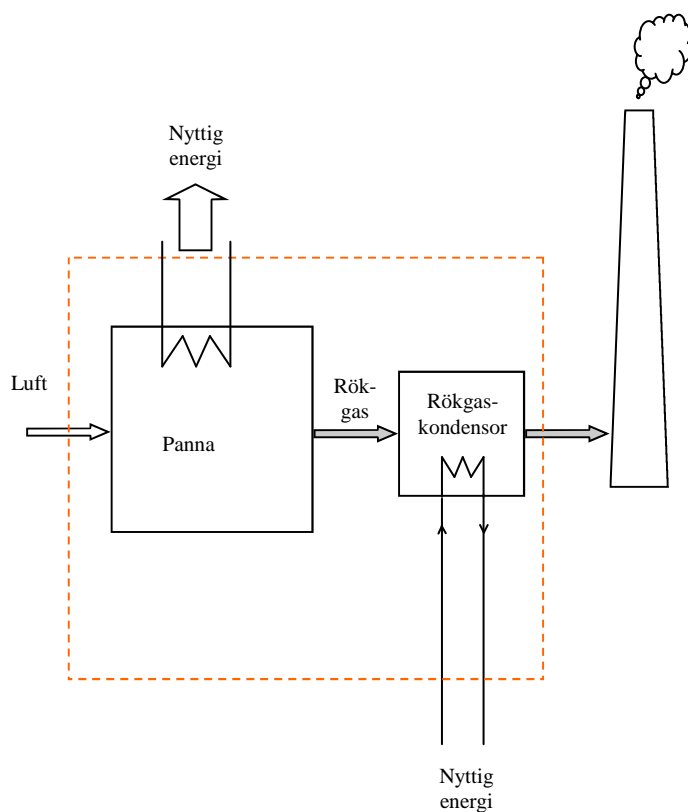 Nyttig
energi
Luft
Rök-
gas
Rökgas-
kondensor
Panna
Nyttig
energi